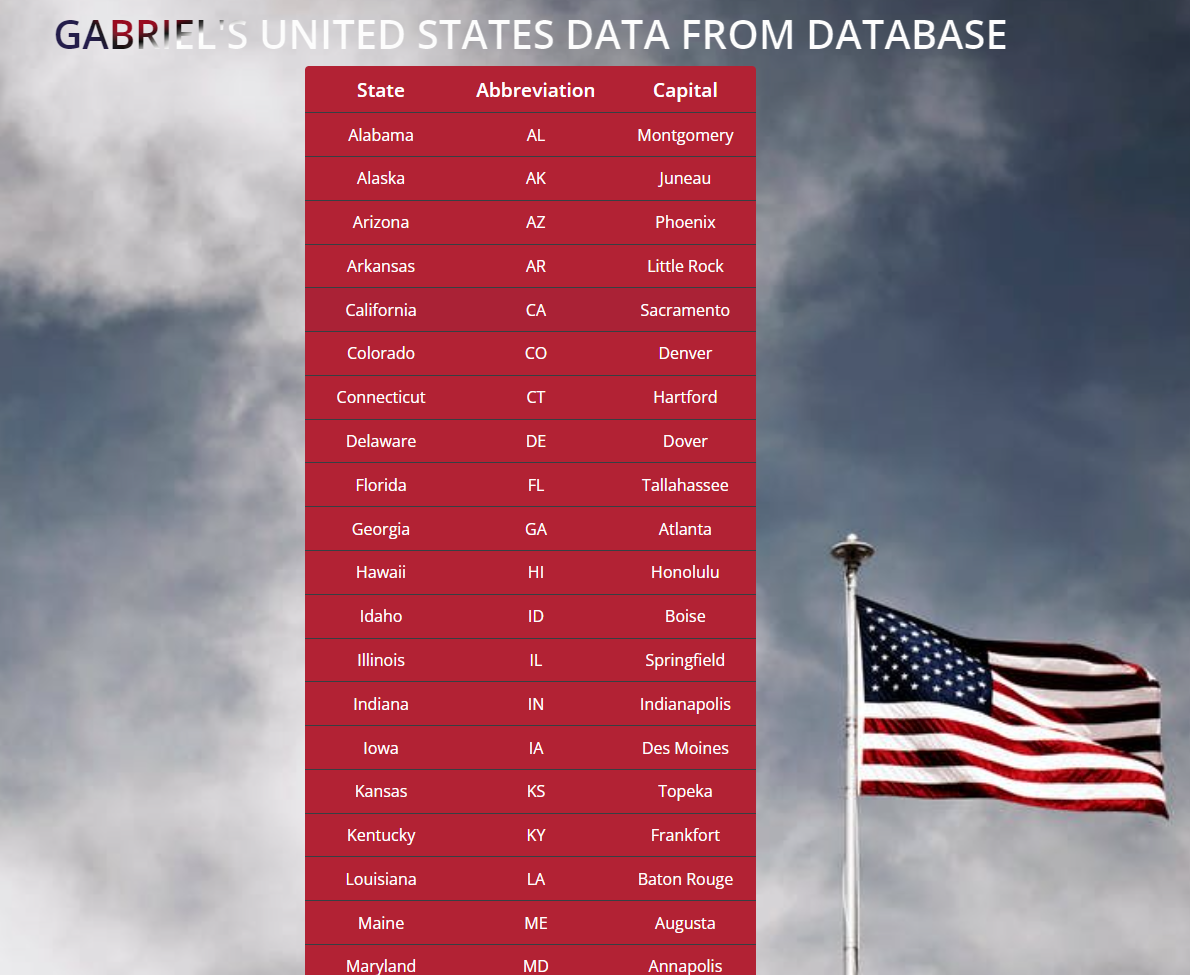 GABRIEL'S UNITED STATES DATA FROM DATABASE
State Abbreviation Capital
Alabama AL Montgomery
Alaska AK Juneau
Arizona AZ Phoenix
Arkansas AR Little Rock
California CA Sacramento
Colorado CO Denver
Connecticut CT Hartford
Delaware DE Dover
Florida FL Tallahassee
Georgia GA Atlanta
Hawaii HI Honolulu
Idaho ID Boise
Illinois IL Springfield
Indiana IN Indianapolis
Iowa IA Des Moines
Kansas KS Topeka
Kentucky KY Frankfort
Louisiana LA Baton Rouge
Maine ME Augusta
Maryland MD Annapolis